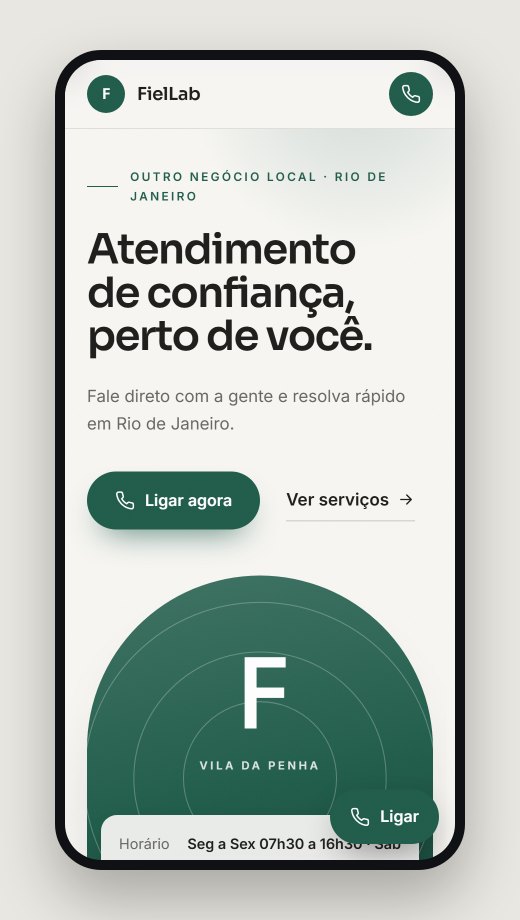 F FielLab
OUTRO NEGÓCIO LOCAL · RIO DE
JANEIRO
Atendimento
de confiança,
perto de você.
Fale direto com a gente e resolva rápido
em Rio de Janeiro.
Ligar agora
Ver serviços →
F
VILA DA PENHA
Ligar
Horário Seg a Sex 07h30 a 16h30 · Sáb